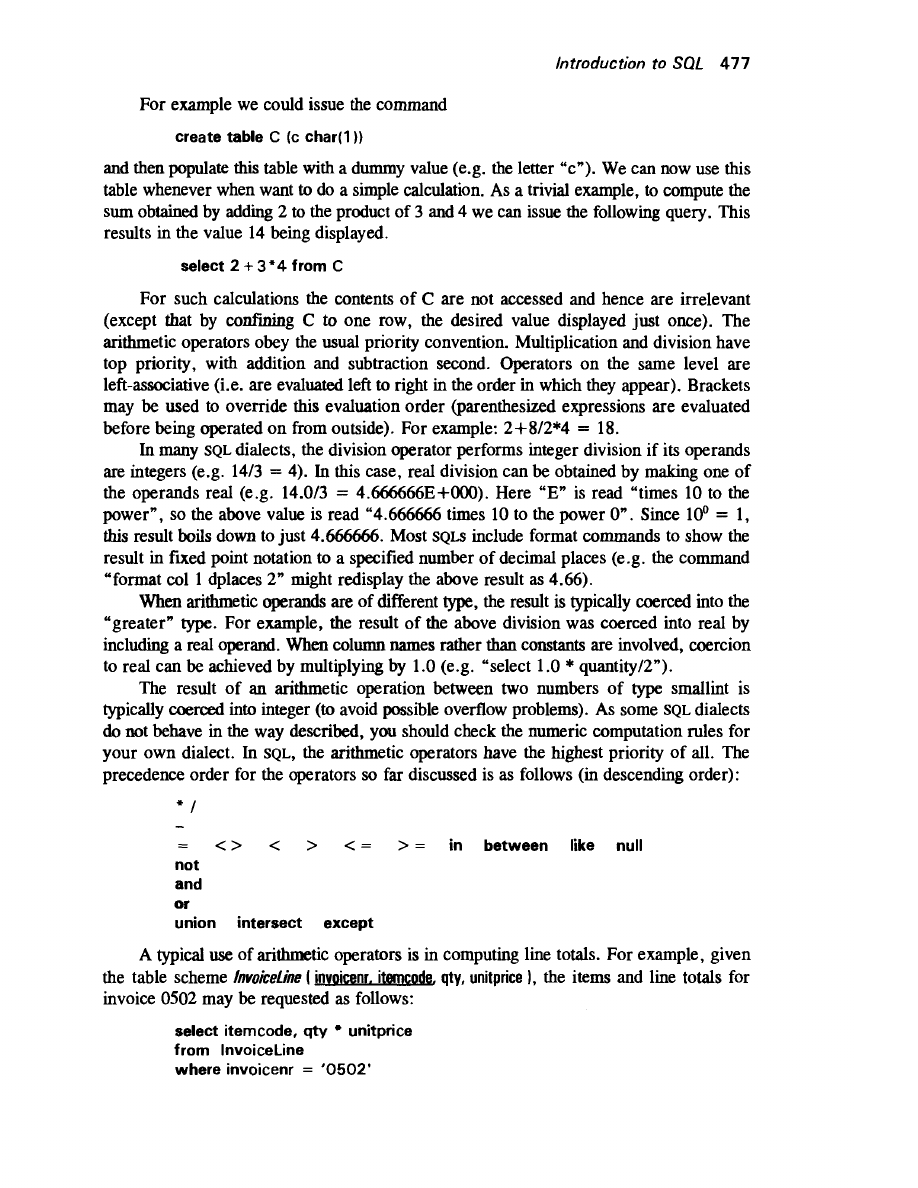 Introduction to SQL 477
For example we could issue the command
create table C (c char(1))
and then populate this table with a dummy value (e.g. the letter “c”). We can now use this
table whenever when want to do a simple calculation. As a trivial example, to compute the
sum obtained by adding 2 to the product of 3 and 4 we can issue the following query. This
results in the value 14 being displayed.
select 2 + 3*4 from C
For such calculations the contents of C are not accessed and hence are irrelevant
(except that by confining C to one row, the desired value displayed just once). The
arithmetic operators obey the usual priority convention. Multiplication and division have
top priority, with addition and subtraction second. Operators on the same level are
left-associative (i.e. are evaluated left to right in the order in which they appear). Brackets
may be used to override this evaluation order (parenthesized expressions are evaluated
before being operated on from outside). For example: 2+8/2*4 = 18.
In many SQL dialects, the division operator performs integer division if its operands
are integers (e.g. 14/3 = 4). In this case, real division can be obtained by making one of
the operands real (e.g. 14.0/3 = 4.666666E+000). Here “E” is read “times 10 to the
power”, so the above value is read “4.666666 times 10 to the power 0”. Since 10⁰ = 1,
this result boils down to just 4.666666. Most SQLs include format commands to show the
result in fixed point notation to a specified number of decimal places (e.g. the command
“format col 1 dplaces 2” might redisplay the above result as 4.66).
When arithmetic operands are of different type, the result is typically coerced into the
“greater” type. For example, the result of the above division was coerced into real by
including a real operand. When column names rather than constants are involved, coercion
to real can be achieved by multiplying by 1.0 (e.g. “select 1.0 * quantity/2”).
The result of an arithmetic operation between two numbers of type smallint is
typically coerced into integer (to avoid possible overflow problems). As some SQL dialects
do not behave in the way described, you should check the numeric computation rules for
your own dialect. In SQL, the arithmetic operators have the highest priority of all. The
precedence order for the operators so far discussed is as follows (in descending order):
* /
–
= <> < > <= >= in between like null
not
and
or
union intersect except
A typical use of arithmetic operators is in computing line totals. For example, given
the table scheme InvoiceLine ( invoicenr, itemcode, qty, unitprice ), the items and line totals for
invoice 0502 may be requested as follows:
select itemcode, qty * unitprice
from InvoiceLine
where invoicenr = '0502'